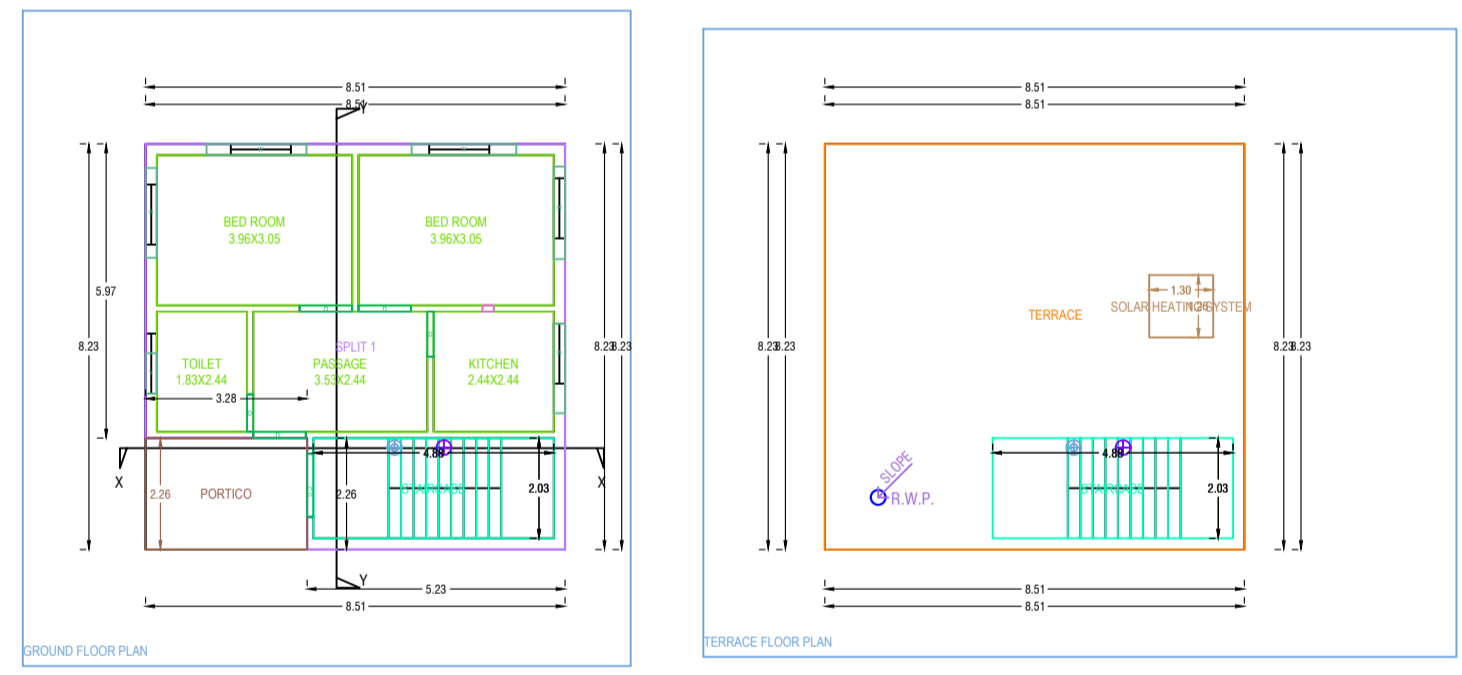 8.51
8.51
Y
BED ROOM
3.96X3.05
BED ROOM
3.96X3.05
5.97
8.23
8.23
8.23
SPLIT 1
TOILET
1.83X2.44
PASSAGE
3.53X2.44
KITCHEN
2.44X2.44
3.28
4.88
X
X
2.26
PORTICO
2.26
STAIRCASE
2.03
Y
5.23
8.51
GROUND FLOOR PLAN
8.51
8.51
1.30
SOLAR HEATING SYSTEM
TERRACE
8.23
8.23
8.23
8.23
4.88
SLOPE
R.W.P.
STAIRCASE
2.03
8.51
8.51
TERRACE FLOOR PLAN